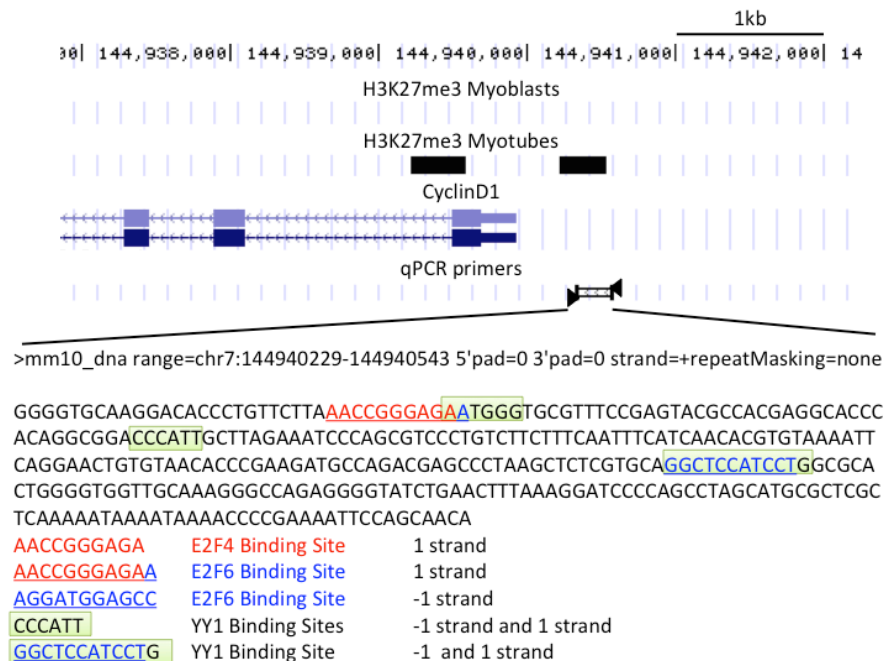 1kb
00| 144,938,000| 144,939,000| 144,940,000| 144,941,000| 144,942,000| 14
H3K27me3 Myoblasts
H3K27me3 Myotubes
CyclinD1
qPCR primers
>mm10_dna range=chr7:144940229-144940543 5'pad=0 3'pad=0 strand=+repeatMasking=none
GGGGTGCAAGGACACCCTGTTCTTAAACCGGGAGAATGGGTGCGTTTCCGAGTACGCCACGAGGCACCC
ACAGGCGGACCCATTGCTTAGAAATCCCAGCGTCCCTGTCTTCTTTCAATTTCATCAACACGTGTAAAATT
CAGGAACTGTGTAACACCCGAAGATGCCAGACGAGCCCTAAGCTCTCGTGCAGGCTCCATCCTGGCGCA
CTGGGGTGGTTGCAAAGGGCCAGAGGGGTATCTGAACTTTAAAGGATCCCCAGCCTAGCATGCGCTCGC
TCAAAAATAAAATAAAACCCCGAAAATTCCAGCAACA
AACCGGGAGA E2F4 Binding Site 1 strand
AACCGGGAGAA E2F6 Binding Site 1 strand
AGGATGGAGCC E2F6 Binding Site -1 strand
CCCATT YY1 Binding Sites -1 strand and 1 strand
GGCTCCATCCTG YY1 Binding Site -1 and 1 strand